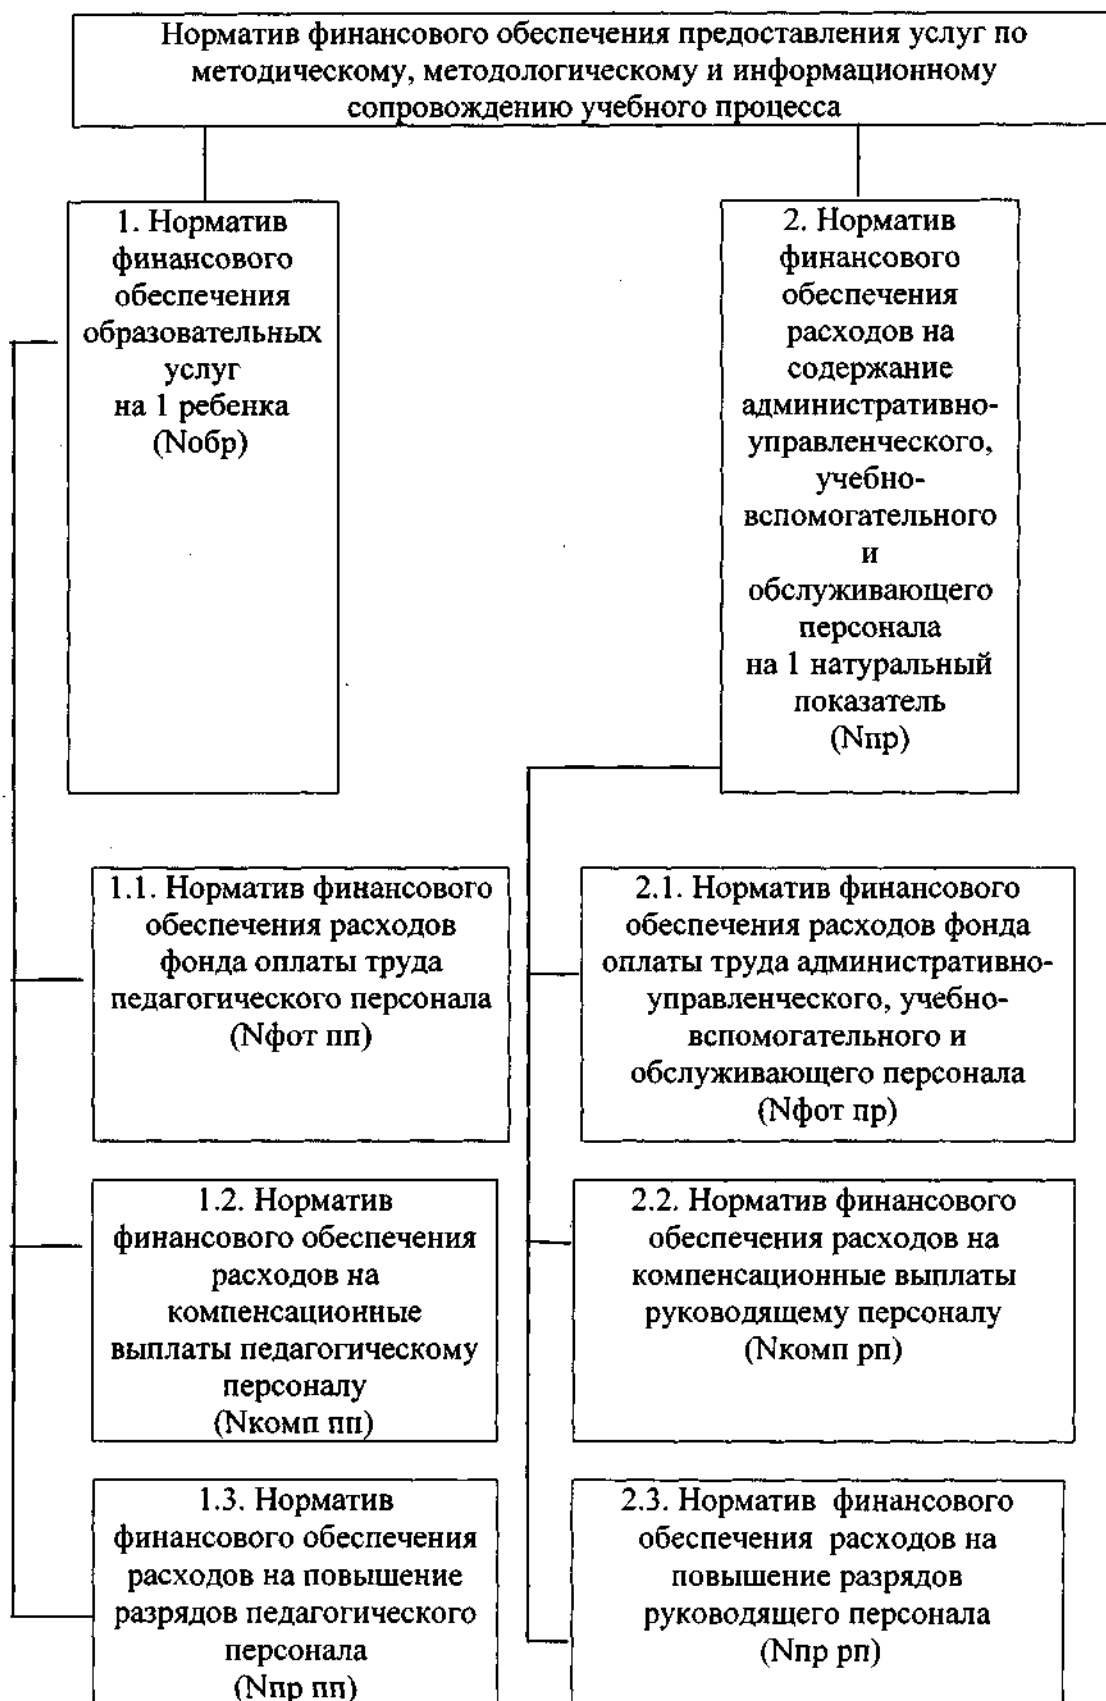 Норматив финансового обеспечения предоставления услуг по
методическому, методологическому и информационному
сопровождению учебного процесса
1. Норматив
финансового
обеспечения
образовательных
услуг
на 1 ребенка
(Nобр)
2. Норматив
финансового
обеспечения
расходов на
содержание
административно-
управленческого,
учебно-
вспомогательного
и
обслуживающего
персонала
на 1 натуральный
показатель
(Nпр)
1.1. Норматив финансового
обеспечения расходов
фонда оплаты труда
педагогического персонала
(Nфот пп)
2.1. Норматив финансового
обеспечения расходов фонда
оплаты труда административно-
управленческого, учебно-
вспомогательного и
обслуживающего персонала
(Nфот пр)
1.2. Норматив
финансового обеспечения
расходов на
компенсационные
выплаты педагогическому
персоналу
(Nкомп пп)
2.2. Норматив финансового
обеспечения расходов на
компенсационные выплаты
руководящему персоналу
(Nкомп рп)
1.3. Норматив
финансового обеспечения
расходов на повышение
разрядов педагогического
персонала
(Nпр пп)
2.3. Норматив финансового
обеспечения расходов на
повышение разрядов
руководящего персонала
(Nпр рп)